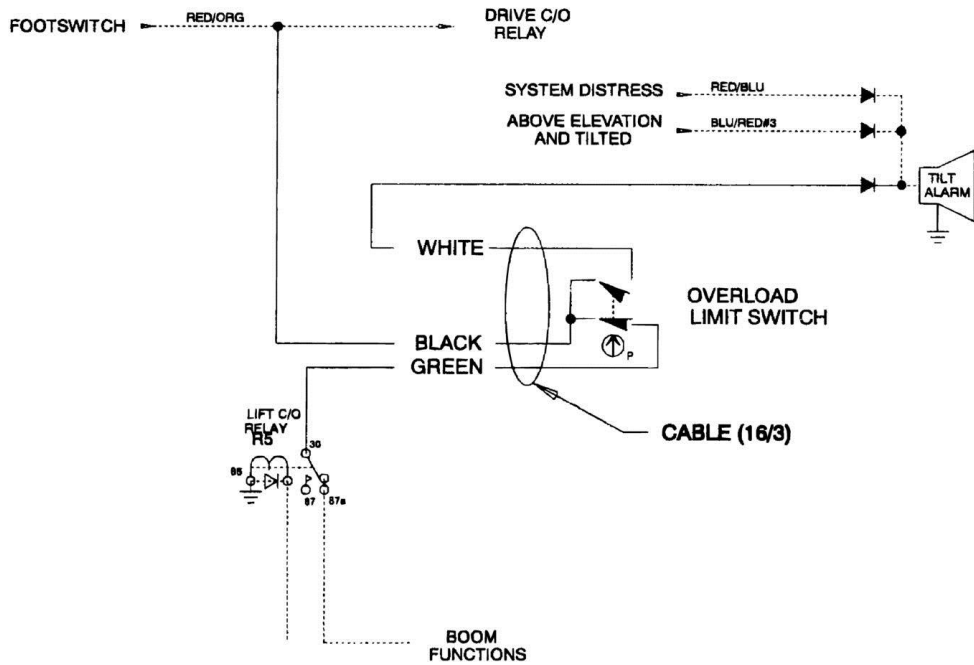 FOOTSWITCH
RED/ORG
DRIVE C/O
RELAY
SYSTEM DISTRESS
RED/BLU
ABOVE ELEVATION
AND TILTED
BLU/RED#3
TILT
ALARM
WHITE
OVERLOAD
LIMIT SWITCH
BLACK
P
GREEN
CABLE (16/3)
LIFT C/O
RELAY
R5
30
85
87
87a
BOOM
FUNCTIONS